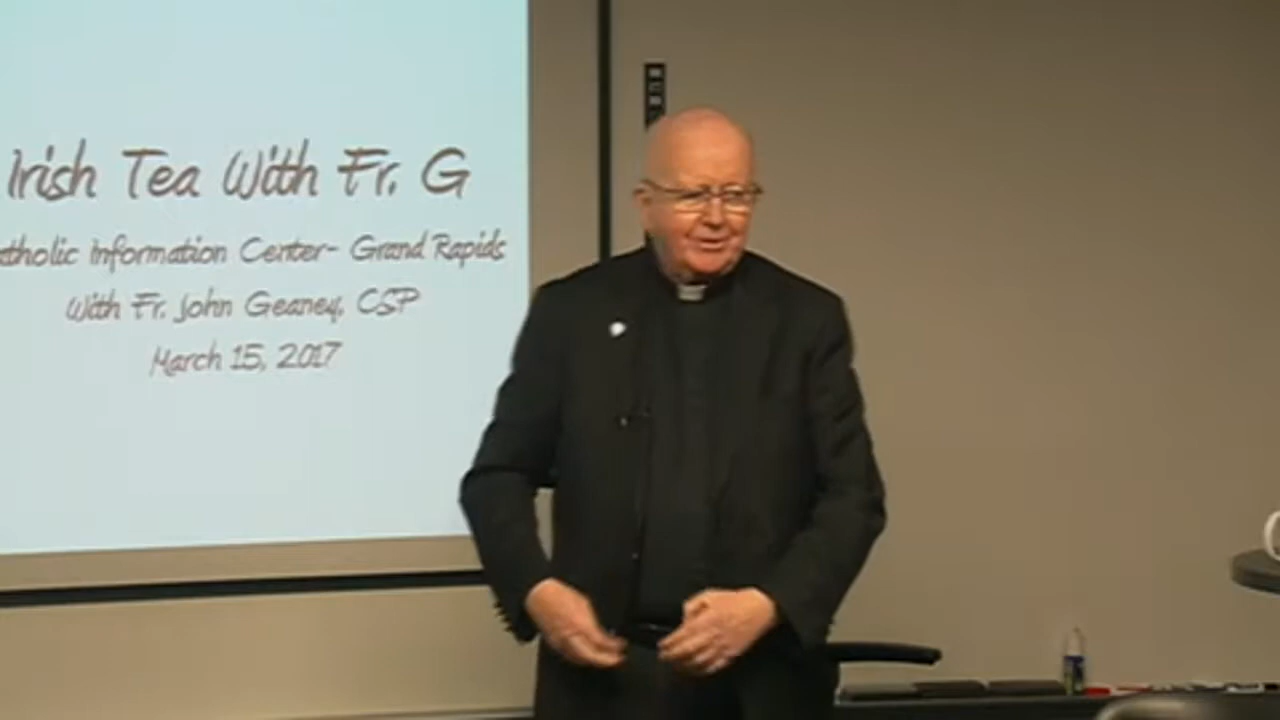 Irish Tea With Fr. G
atholic Information Center- Grand Rapids
With Fr. John Geaney, CSP
March 15, 2017